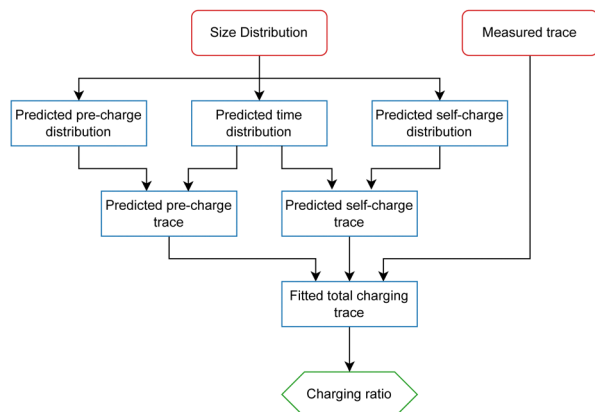 Size Distribution
Measured trace
Predicted pre-charge
distribution
Predicted time
distribution
Predicted self-charge
distribution
Predicted pre-charge
trace
Predicted self-charge
trace
Fitted total charging
trace
Charging ratio